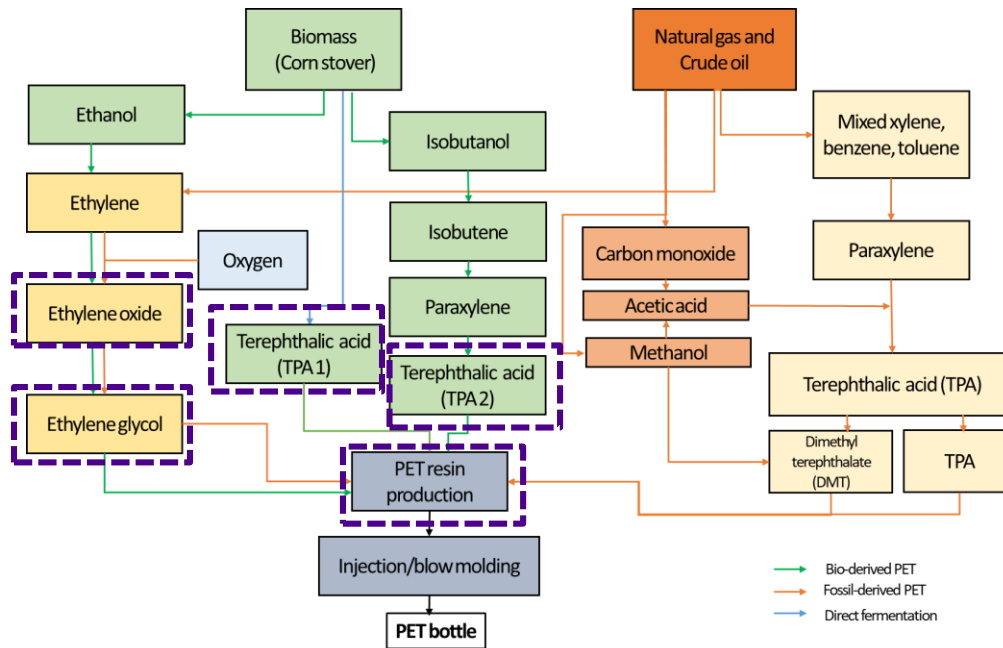 Biomass
(Corn stover)
Natural gas and
Crude oil
Ethanol
Isobutanol
Mixed xylene,
benzene, toluene
Ethylene
Isobutene
Oxygen
Carbon monoxide
Paraxylene
Ethylene oxide
Paraxylene
Acetic acid
Terephthalic acid
(TPA 1)
Methanol
Terephthalic acid
(TPA 2)
Terephthalic acid (TPA)
Ethylene glycol
PET resin
production
Dimethyl
terephthalate
(DMT)
TPA
Injection/blow molding
PET bottle
Bio-derived PET
Fossil-derived PET
Direct fermentation